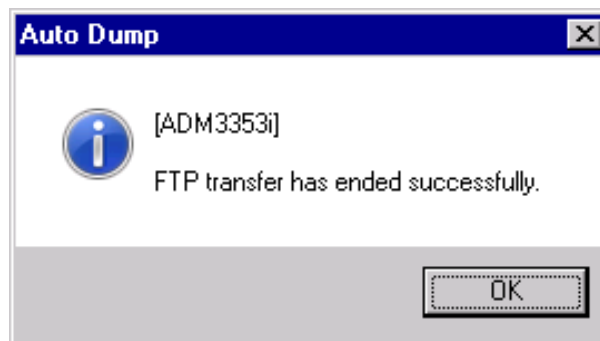 Auto Dump
[ADM3353i]
FTP transfer has ended successfully.
OK